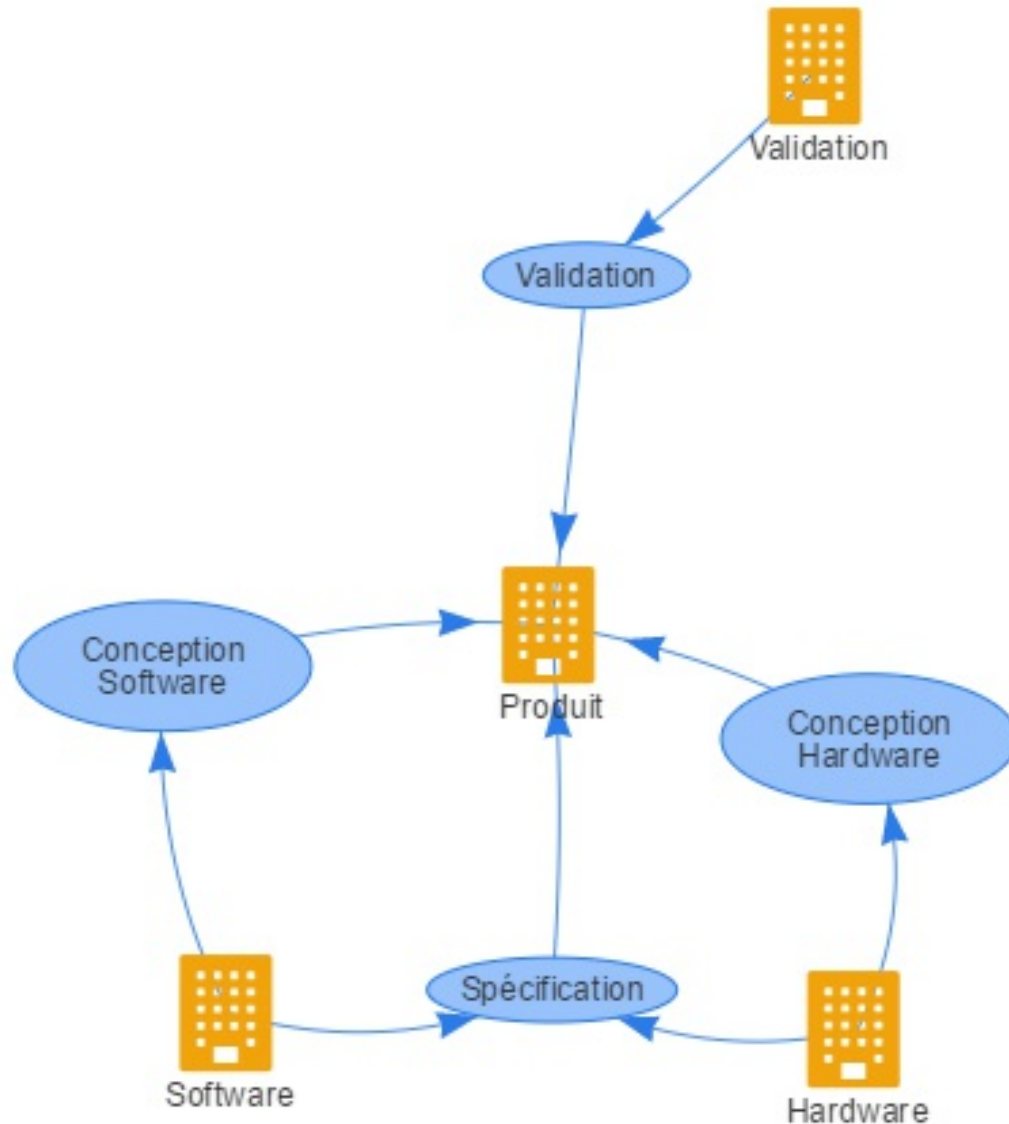 Validation
Validation
Conception
Software
Produit
Conception
Hardware
Spécification
Software
Hardware